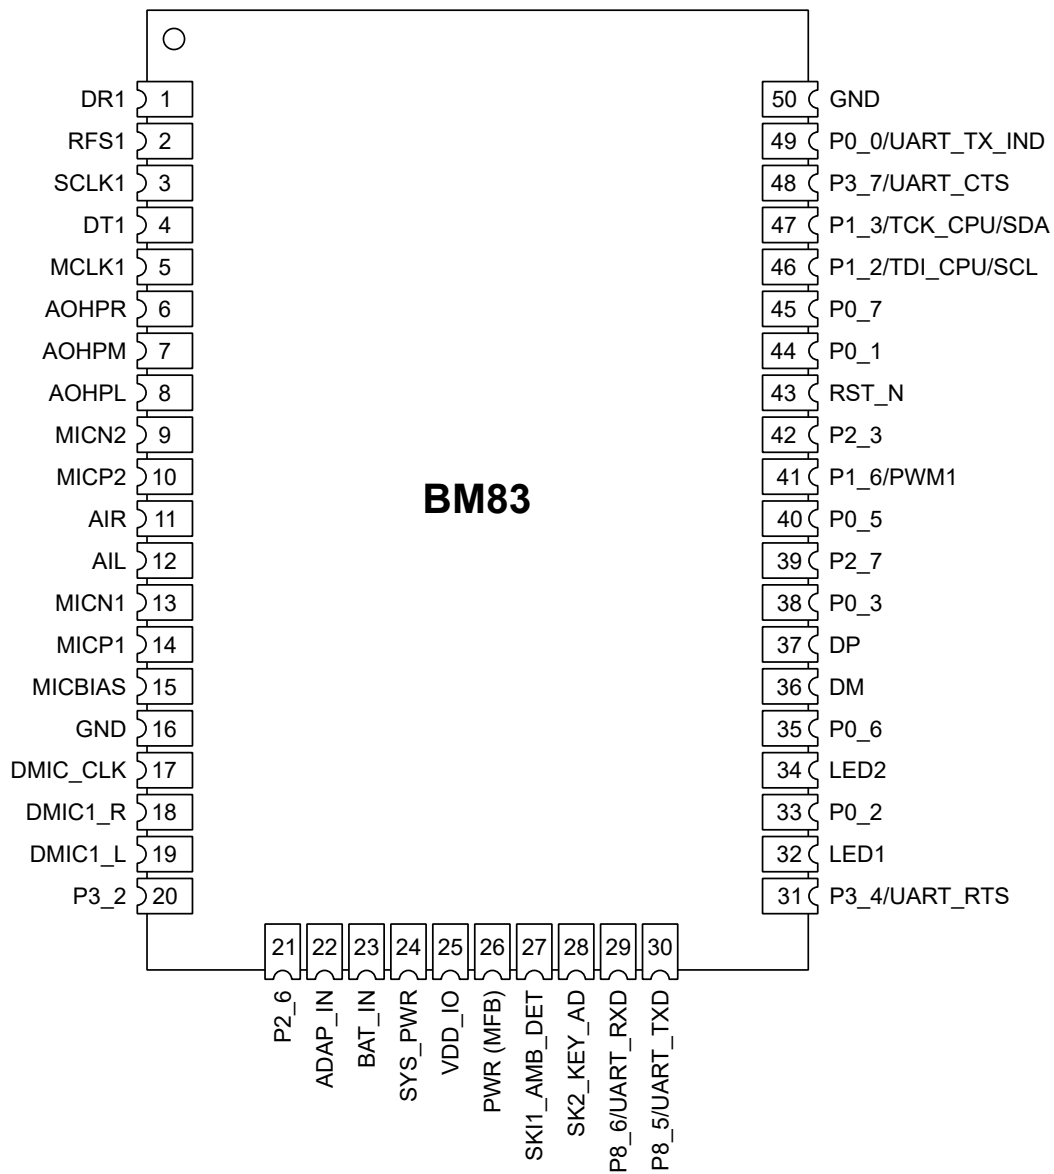 DR1 1
RFS1 2
SCLK1 3
DT1 4
MCLK1 5
AOHPR 6
AOHPM 7
AOHPL 8
MICN2 9
MICP2 10
AIR 11
AIL 12
MICN1 13
MICP1 14
MICBIAS 15
GND 16
DMIC_CLK 17
DMIC1_R 18
DMIC1_L 19
P3_2 20
BM83
50 GND
49 P0_0/UART_TX_IND
48 P3_7/UART_CTS
47 P1_3/TCK_CPU/SDA
46 P1_2/TDI_CPU/SCL
45 P0_7
44 P0_1
43 RST_N
42 P2_3
41 P1_6/PWM1
40 P0_5
39 P2_7
38 P0_3
37 DP
36 DM
35 P0_6
34 LED2
33 P0_2
32 LED1
31 P3_4/UART_RTS
21 P2_6
22 ADAP_IN
23 BAT_IN
24 SYS_PWR
25 VDD_IO
26 PWR (MFB)
27 SKI1_AMB_DET
28 SK2_KEY_AD
29 P8_6/UART_RXD
30 P8_5/UART_TXD